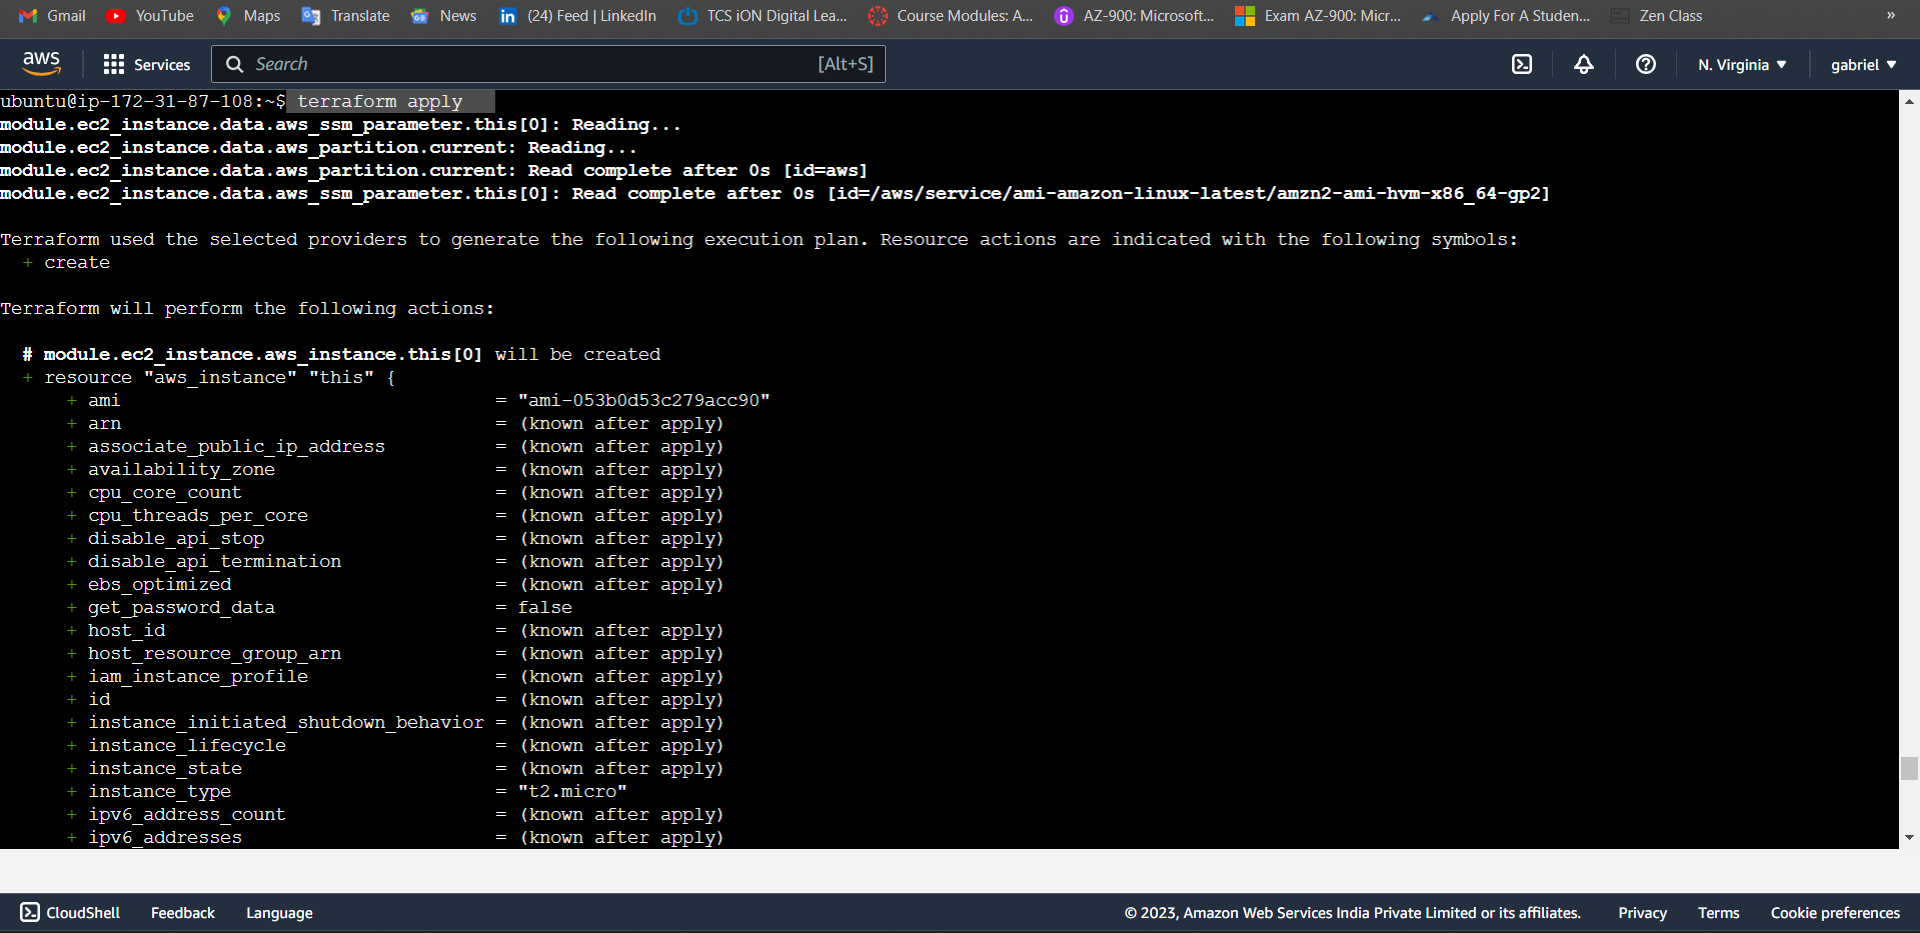 Gmail YouTube Maps Translate News (24) Feed | LinkedIn TCS iON Digital Lea... Course Modules: A... AZ-900: Microsoft... Exam AZ-900: Micr... Apply For A Studen... Zen Class »
aws Services Search [Alt+S] N. Virginia ▼ gabriel ▼
ubuntu@ip-172-31-87-108:~$ terraform apply
module.ec2_instance.data.aws_ssm_parameter.this[0]: Reading...
module.ec2_instance.data.aws_partition.current: Reading...
module.ec2_instance.data.aws_partition.current: Read complete after 0s [id=aws]
module.ec2_instance.data.aws_ssm_parameter.this[0]: Read complete after 0s [id=/aws/service/ami-amazon-linux-latest/amzn2-ami-hvm-x86_64-gp2]
Terraform used the selected providers to generate the following execution plan. Resource actions are indicated with the following symbols:
+ create
Terraform will perform the following actions:
# module.ec2_instance.aws_instance.this[0] will be created
+ resource "aws_instance" "this" {
+ ami = "ami-053b0d53c279acc90"
+ arn = (known after apply)
+ associate_public_ip_address = (known after apply)
+ availability_zone = (known after apply)
+ cpu_core_count = (known after apply)
+ cpu_threads_per_core = (known after apply)
+ disable_api_stop = (known after apply)
+ disable_api_termination = (known after apply)
+ ebs_optimized = (known after apply)
+ get_password_data = false
+ host_id = (known after apply)
+ host_resource_group_arn = (known after apply)
+ iam_instance_profile = (known after apply)
+ id = (known after apply)
+ instance_initiated_shutdown_behavior = (known after apply)
+ instance_lifecycle = (known after apply)
+ instance_state = (known after apply)
+ instance_type = "t2.micro"
+ ipv6_address_count = (known after apply)
+ ipv6_addresses = (known after apply)
CloudShell Feedback Language © 2023, Amazon Web Services India Private Limited or its affiliates. Privacy Terms Cookie preferences